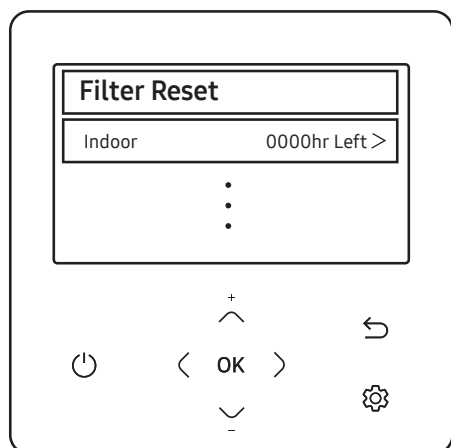 Filter Reset
Indoor 0000hr Left >
+
OK
-